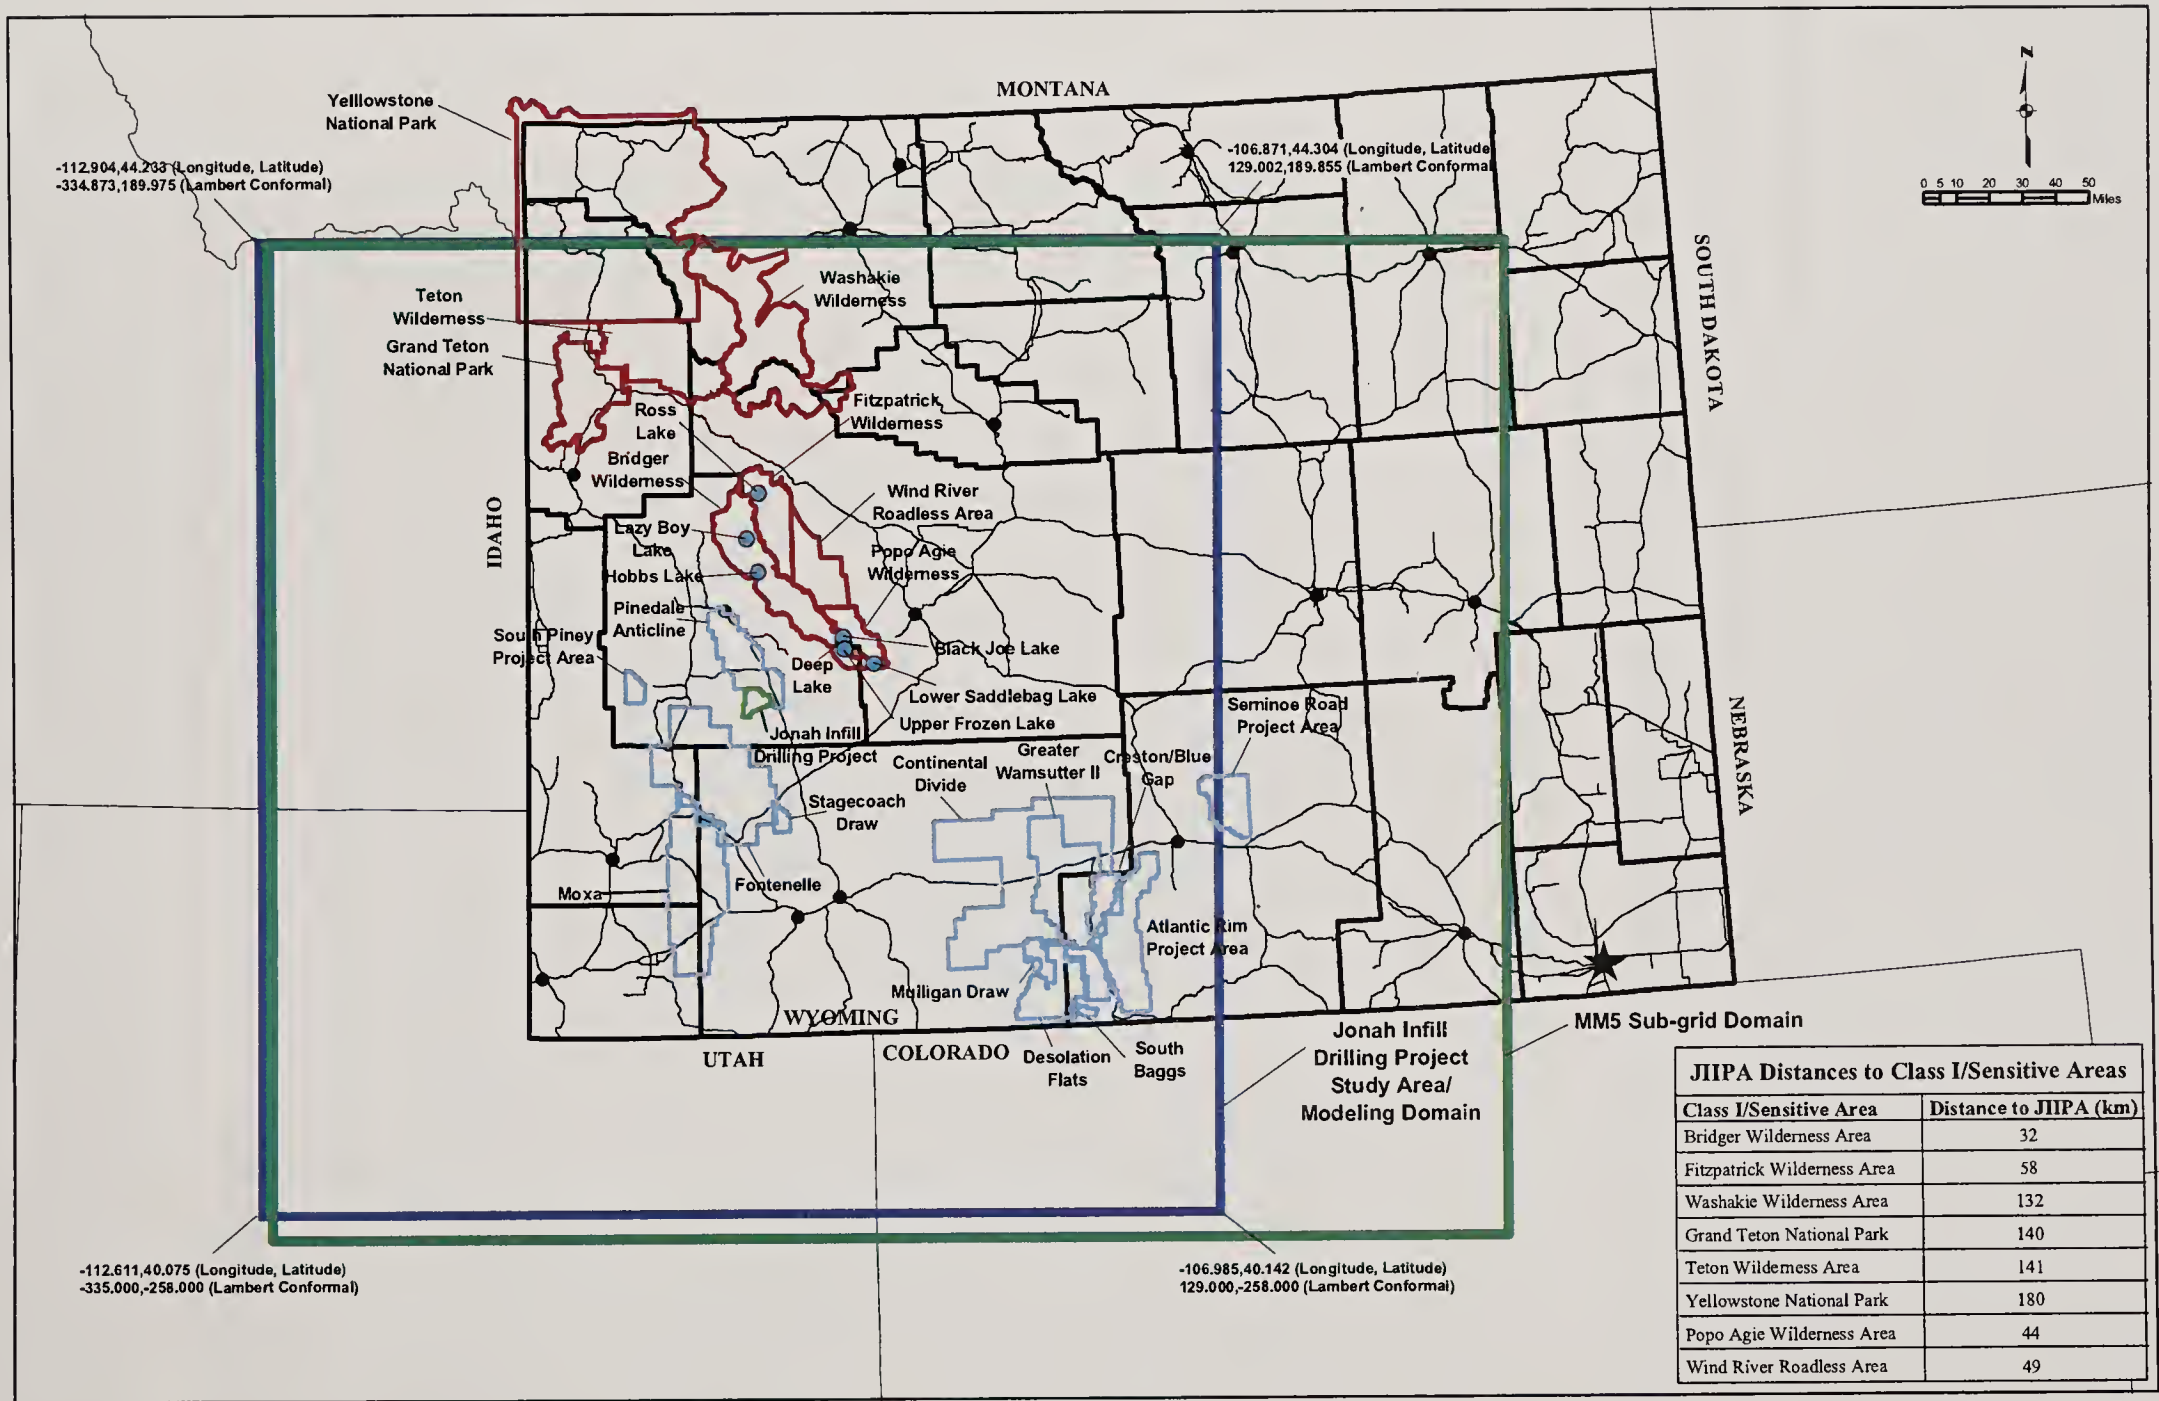 MONTANA
N
Yelllowstone
National Park
-112.904,44.233 (Longitude, Latitude)
-334.873,189.975 (Lambert Conformal)
-106.871,44.304 (Longitude, Latitude
129.002,189.855 (Lambert Conformal
0 5 10 20 30 40 50
Miles
SOUTH DAKOTA
Washakie
Wilderness
Teton
Wilderness
Grand Teton
National Park
Ross
Lake
Fitzpatrick
Wilderness
Bridger
Wilderness
Wind River
Roadless Area
IDAHO
Lazy Boy
Lake
Popo Agie
Wilderness
Hobbs Lake
Pinedale
Anticline
South Piney
Project Area
Black Joe Lake
Deep
Lake
Lower Saddlebag Lake
Upper Frozen Lake
Seminoe Road
Project Area
NEBRASKA
Jonah Infill
Drilling Project
Continental
Divide
Greater
Wamsutter II
Creston/Blue
Gap
Stagecoach
Draw
Fontenelle
Moxa
Atlantic Rim
Project Area
Mulligan Draw
WYOMING
UTAH
COLORADO
Desolation
Flats
South
Baggs
Jonah Infill
Drilling Project
Study Area/
Modeling Domain
MM5 Sub-grid Domain
JIIPA Distances to Class I/Sensitive Areas
Class I/Sensitive Area Distance to JIIPA (km)
Bridger Wilderness Area 32
Fitzpatrick Wilderness Area 58
Washakie Wilderness Area 132
Grand Teton National Park 140
Teton Wilderness Area 141
Yellowstone National Park 180
Popo Agie Wilderness Area 44
Wind River Roadless Area 49
-112.611,40.075 (Longitude, Latitude)
-335.000,-258.000 (Lambert Conformal)
-106.985,40.142 (Longitude, Latitude)
129.000,-258.000 (Lambert Conformal)